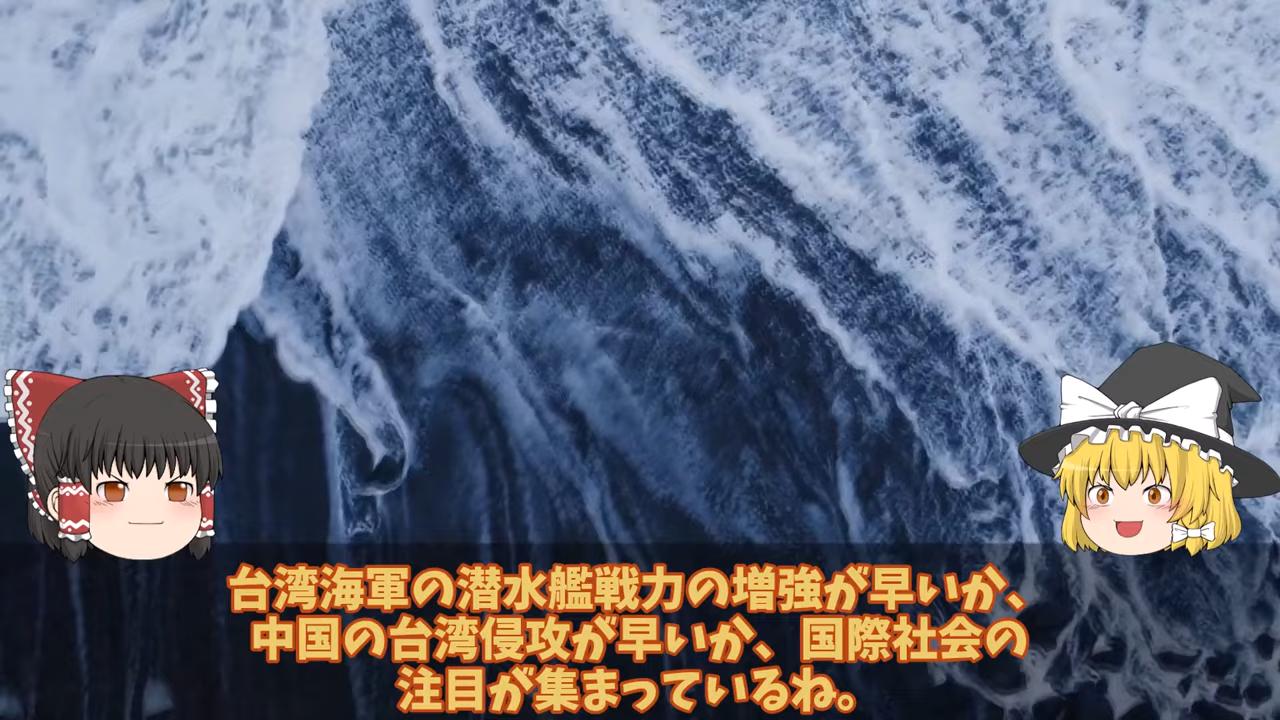 台湾海軍の潜水艦戦力の増強が早いか、
中国の台湾侵攻が早いか、国際社会の
注目が集まっているね。